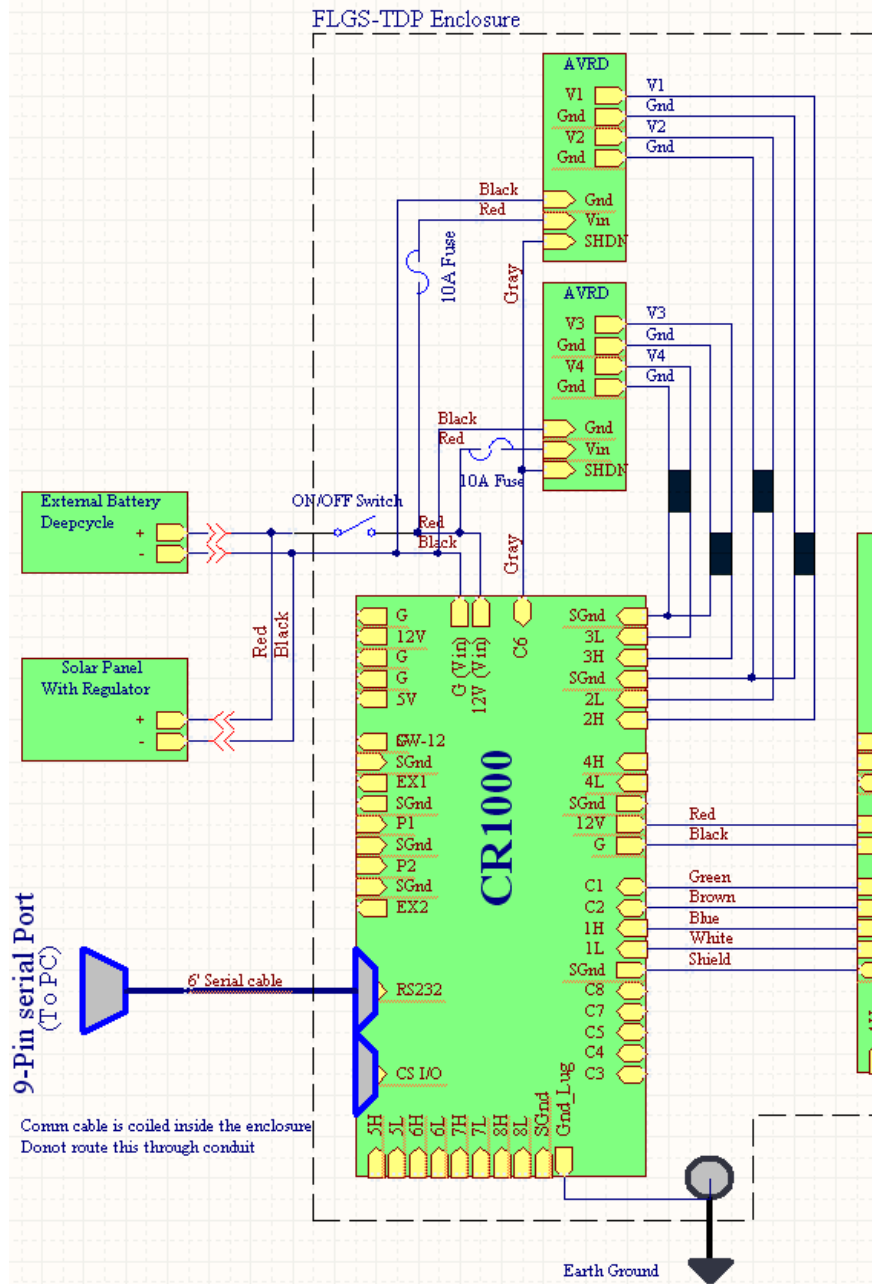 FLGS-TDP Enclosure
AVRD
V1
Gnd
V2
Gnd
Gnd
Vin
SHDN
V1
Gnd
V2
Gnd
Black
Red
10A Fuse
Gray
AVRD
V3
Gnd
V4
Gnd
Gnd
Vin
SHDN
V3
Gnd
V4
Gnd
Black
Red
10A Fuse
External Battery
Deepcycle
+
-
ON/OFF Switch
Red
Black
Gray
Red
Black
Solar Panel
With Regulator
+
-
G
12V
G
G
5V
G
SW-12
SGnd
EX1
SGnd
P1
SGnd
P2
SGnd
EX2
RS232
CS I/O
G (Vin)
12V (Vin)
C6
CR1000
SGnd
3L
3H
SGnd
2L
2H
4H
4L
SGnd
12V
G
C1
C2
1H
1L
SGnd
C8
C7
C5
C4
C3
Red
Black
Green
Brown
Blue
White
Shield
5H
5L
6H
6L
7H
7L
8H
8L
SGnd
Gnd_Lug
9-Pin serial Port
(To PC)
6' Serial cable
Comm cable is coiled inside the enclosure
Donot route this through conduit
Earth Ground